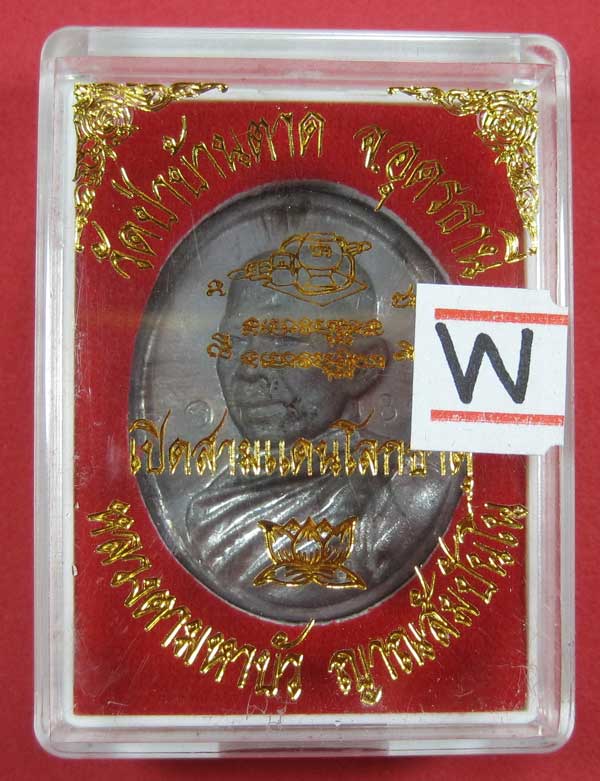 วัดป่าบ้านตาด จ.อุดรธานี
พ
เปิดสามแดนโลกธาตุ
หลวงตามหาบัว ญาณสัมปันโน